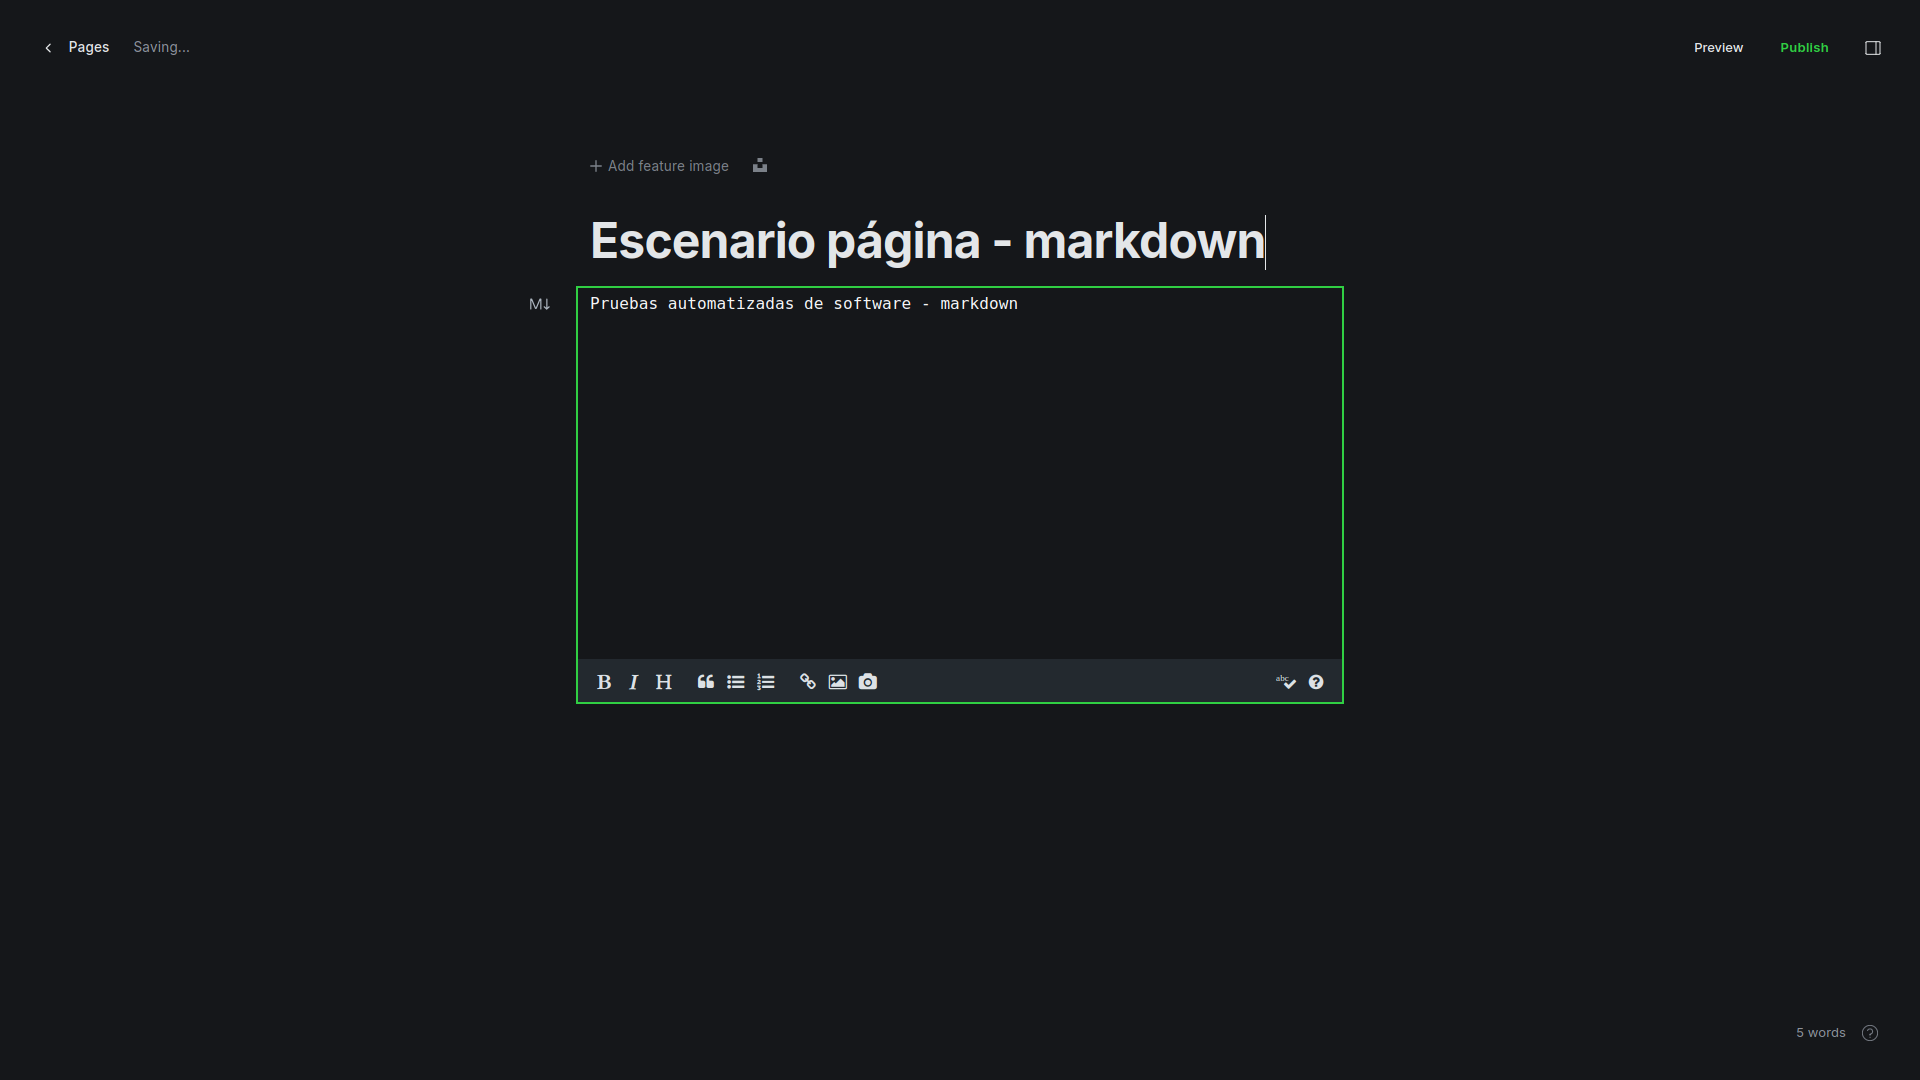 Pages Saving... Preview Publish
Add feature image
Escenario página - markdown
M↓ Pruebas automatizadas de software - markdown
B I H abc
5 words